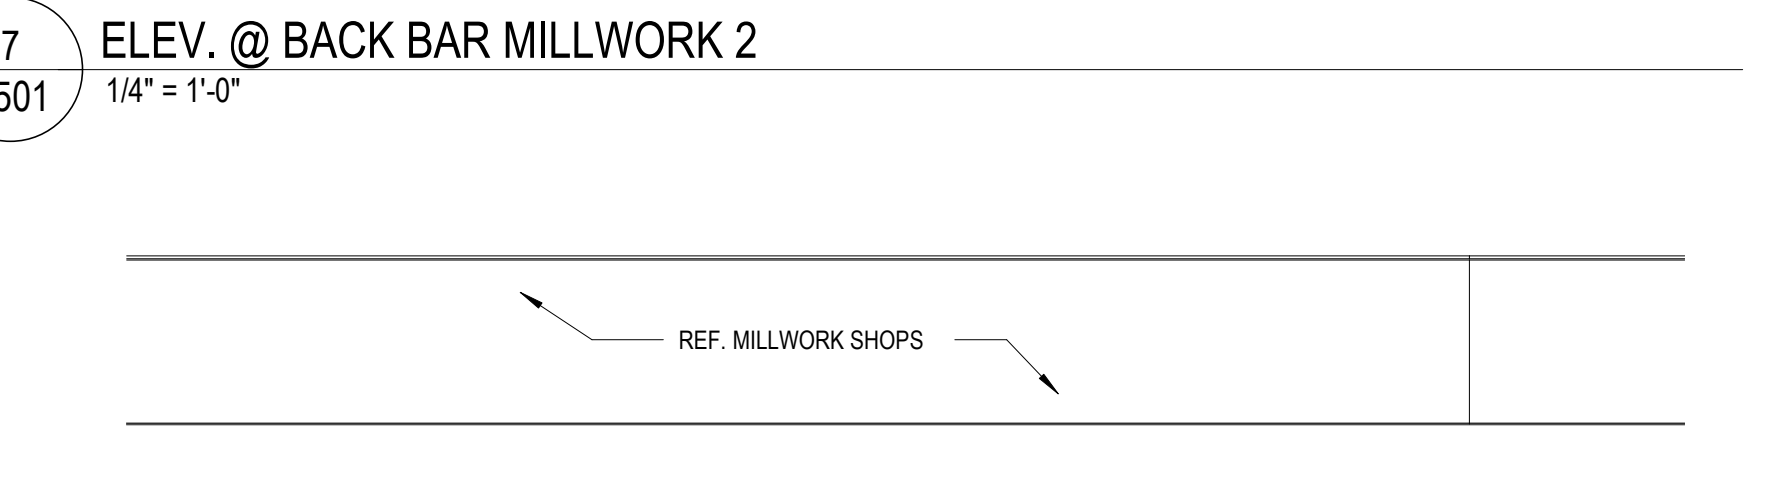 7
ELEV. @ BACK BAR MILLWORK 2
501
1/4" = 1'-0"
REF. MILLWORK SHOPS